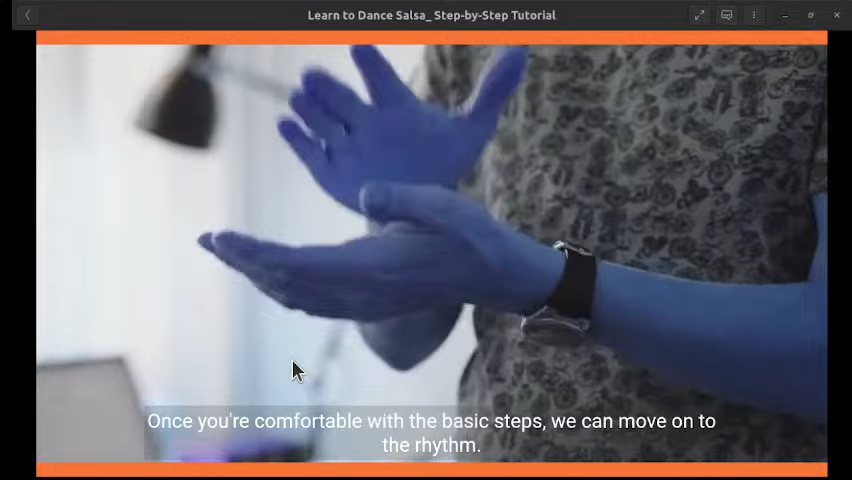 Learn to Dance Salsa_ Step-by-Step Tutorial
Once you're comfortable with the basic steps, we can move on to
the rhythm.